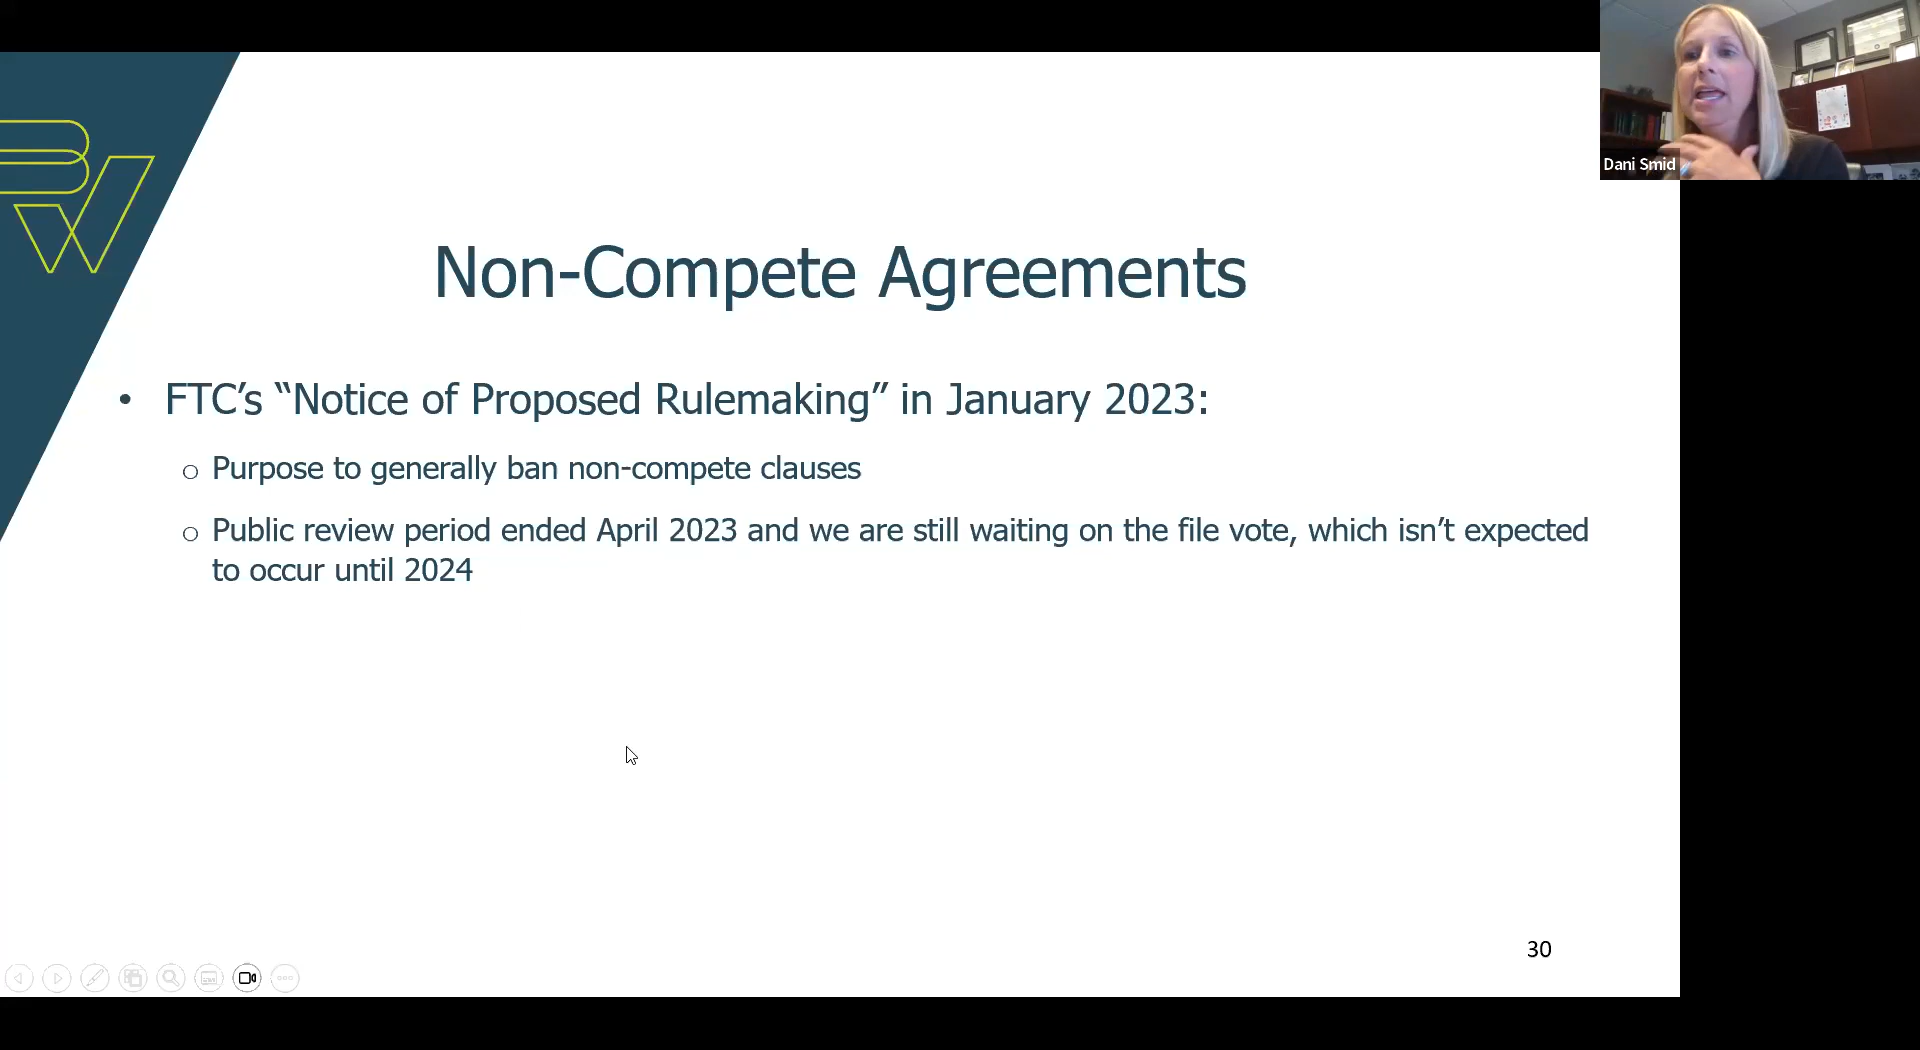 Dani Smid
Non-Compete Agreements
• FTC’s “Notice of Proposed Rulemaking” in January 2023:
o Purpose to generally ban non-compete clauses
o Public review period ended April 2023 and we are still waiting on the file vote, which isn’t expected
to occur until 2024
30